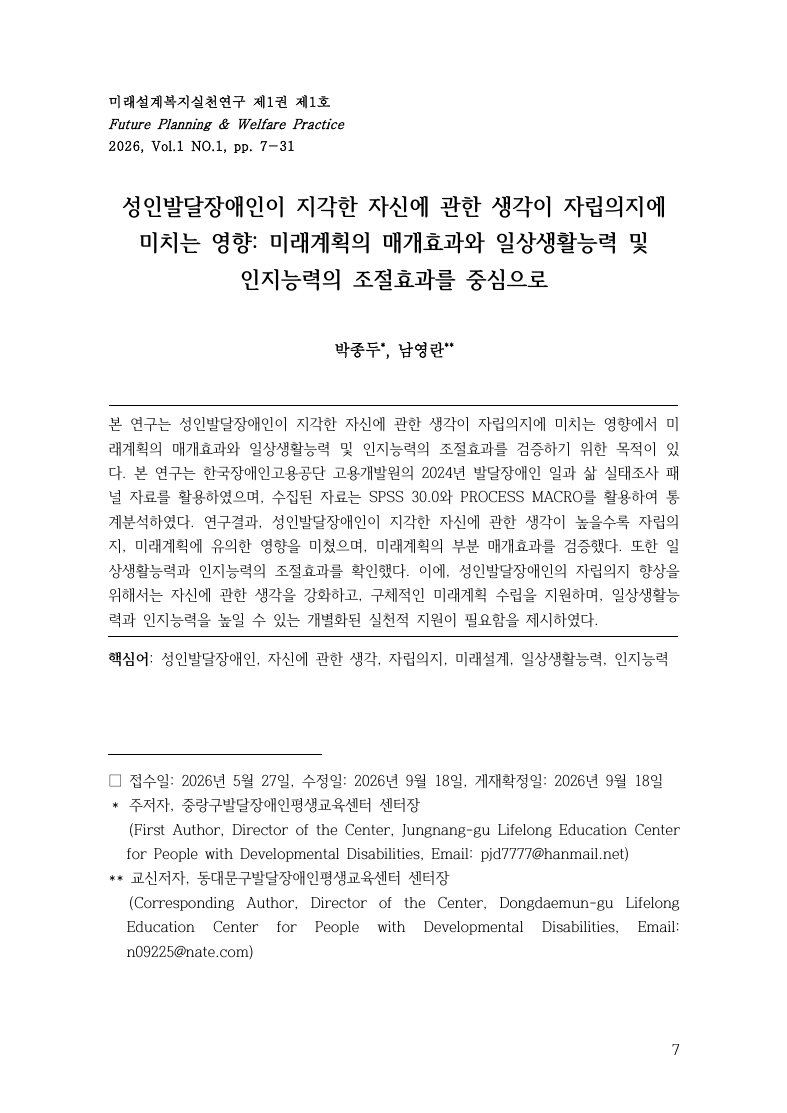 미래설계복지실천연구 제1권 제1호
Future Planning & Welfare Practice
2026, Vol.1 NO.1, pp. 7-31
성인발달장애인이 지각한 자신에 관한 생각이 자립의지에
미치는 영향: 미래계획의 매개효과와 일상생활능력 및
인지능력의 조절효과를 중심으로
박종두*, 남영란**
본 연구는 성인발달장애인이 지각한 자신에 관한 생각이 자립의지에 미치는 영향에서 미
래계획의 매개효과와 일상생활능력 및 인지능력의 조절효과를 검증하기 위한 목적이 있
다. 본 연구는 한국장애인고용공단 고용개발원의 2024년 발달장애인 일과 삶 실태조사 패
널 자료를 활용하였으며, 수집된 자료는 SPSS 30.0와 PROCESS MACRO를 활용하여 통
계분석하였다. 연구결과, 성인발달장애인이 지각한 자신에 관한 생각이 높을수록 자립의
지, 미래계획에 유의한 영향을 미쳤으며, 미래계획의 부분 매개효과를 검증했다. 또한 일
상생활능력과 인지능력의 조절효과를 확인했다. 이에, 성인발달장애인의 자립의지 향상을
위해서는 자신에 관한 생각을 강화하고, 구체적인 미래계획 수립을 지원하며, 일상생활능
력과 인지능력을 높일 수 있는 개별화된 실천적 지원이 필요함을 제시하였다.
핵심어: 성인발달장애인, 자신에 관한 생각, 자립의지, 미래설계, 일상생활능력, 인지능력
□ 접수일: 2026년 5월 27일, 수정일: 2026년 9월 18일, 게재확정일: 2026년 9월 18일
* 주저자, 중랑구발달장애인평생교육센터 센터장
(First Author, Director of the Center, Jungnang-gu Lifelong Education Center
for People with Developmental Disabilities, Email: pjd7777@hanmail.net)
** 교신저자, 동대문구발달장애인평생교육센터 센터장
(Corresponding Author, Director of the Center, Dongdaemun-gu Lifelong
Education Center for People with Developmental Disabilities, Email:
n09225@nate.com)
7